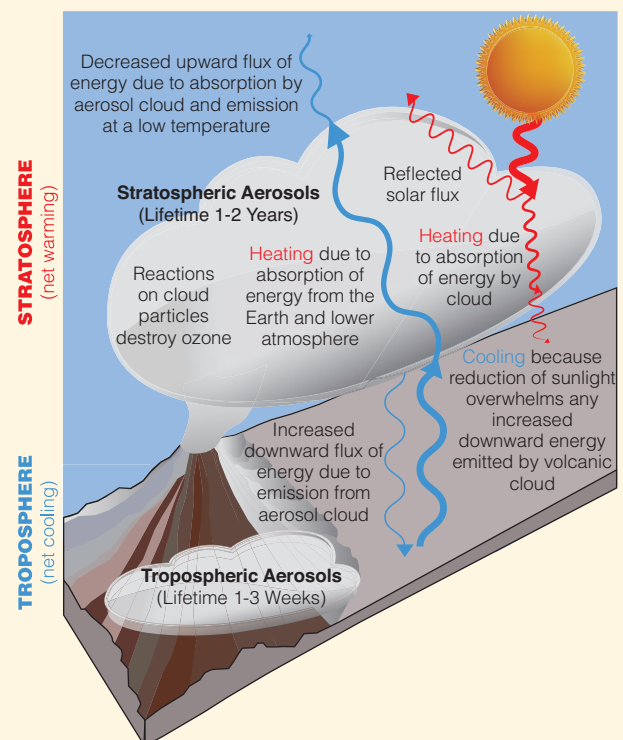 Decreased upward flux of
energy due to absorption by
aerosol cloud and emission
at a low temperature
STRATOSPHERE
(net warming)
Stratospheric Aerosols
(Lifetime 1-2 Years)
Reflected
solar flux
Reactions
on cloud
particles
destroy ozone
Heating due to
absorption of
energy from the
Earth and lower
atmosphere
Heating due
to absorption
of energy by
cloud
Cooling because
reduction of sunlight
overwhelms any
increased
downward energy
emitted by volcanic
cloud
Increased
downward flux of
energy due to
emission from
aerosol cloud
TROPOSPHERE
(net cooling)
Tropospheric Aerosols
(Lifetime 1-3 Weeks)